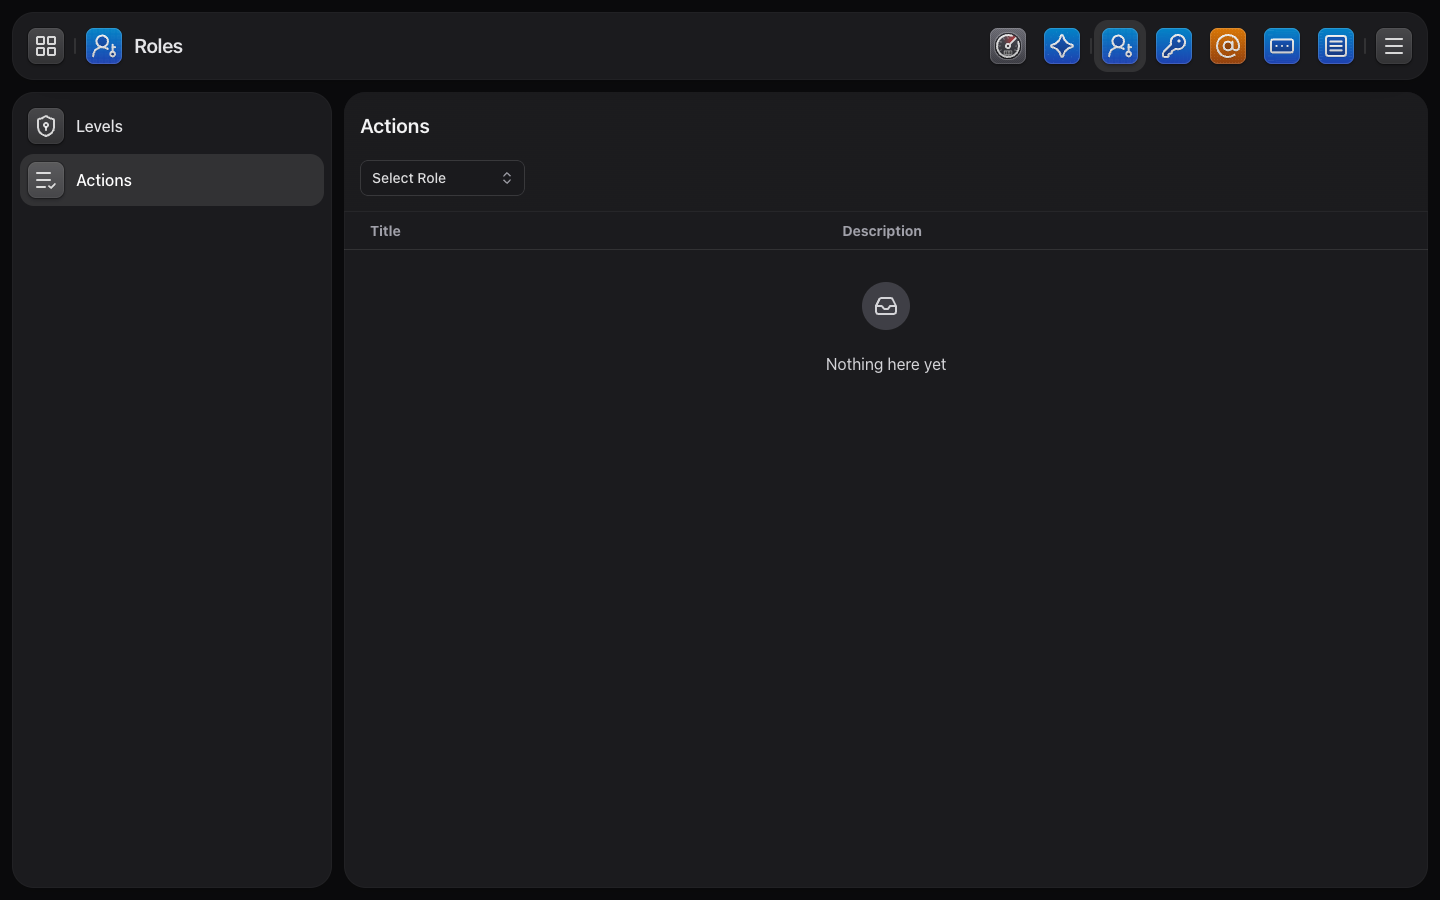 Roles
Levels
Actions
Actions
Select Role
Title
Description
Nothing here yet